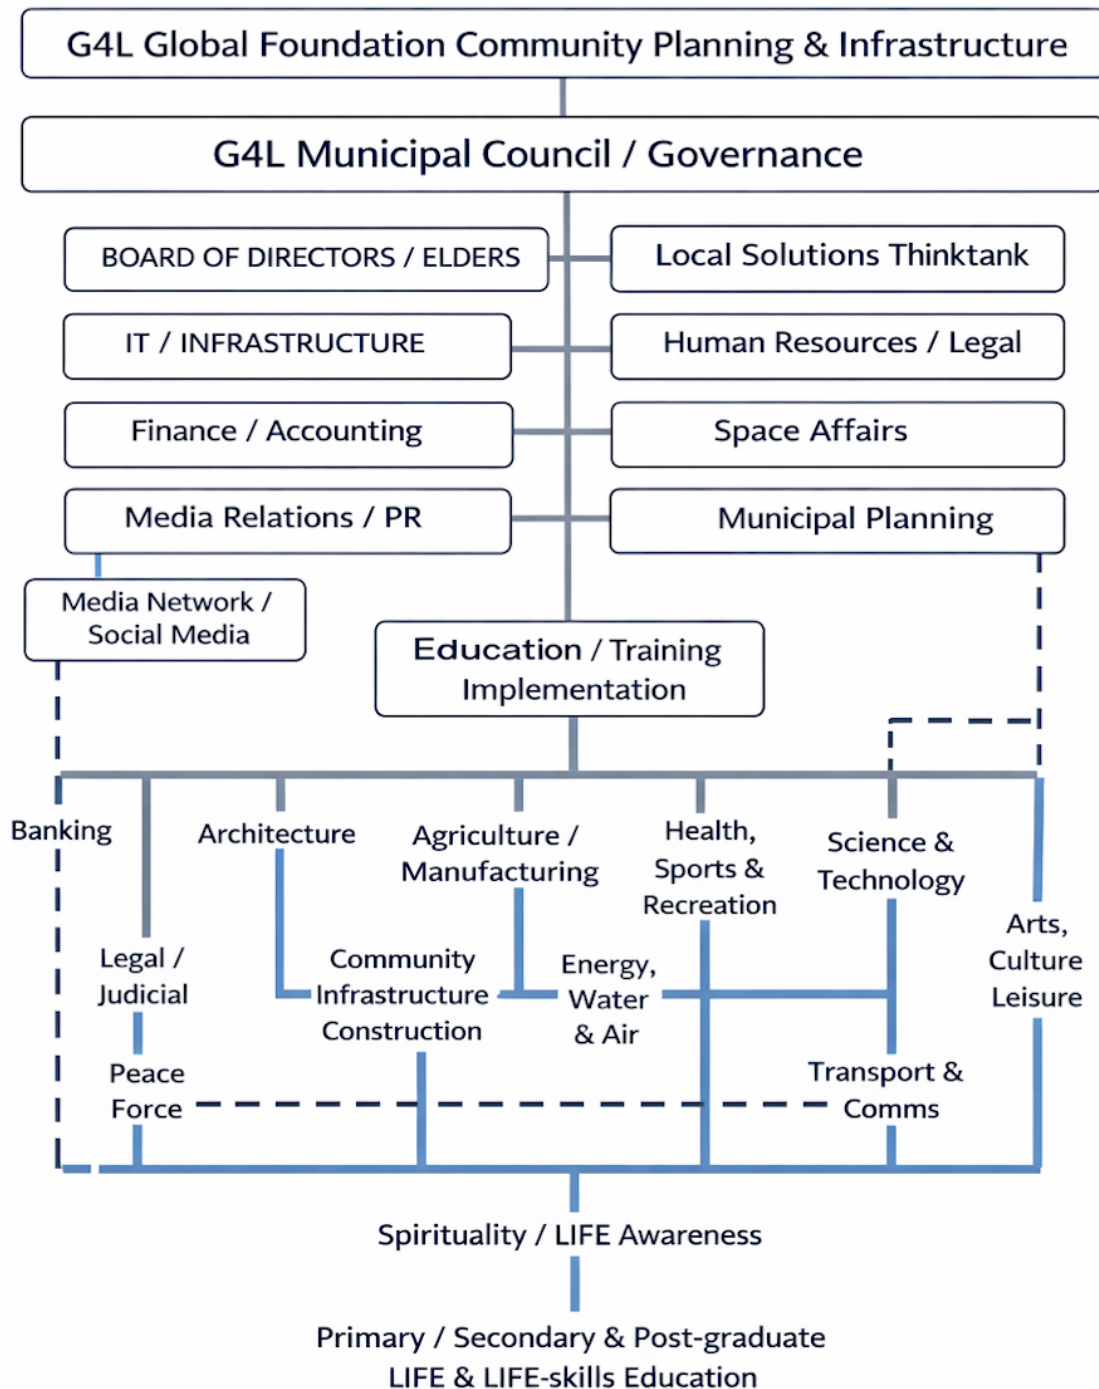 G4L Global Foundation Community Planning & Infrastructure
G4L Municipal Council / Governance
BOARD OF DIRECTORS / ELDERS
Local Solutions Thinktank
IT / INFRASTRUCTURE
Human Resources / Legal
Finance / Accounting
Space Affairs
Media Relations / PR
Municipal Planning
Media Network /
Social Media
Education / Training
Implementation
Banking
Architecture
Agriculture /
Manufacturing
Health,
Sports &
Recreation
Science &
Technology
Arts,
Culture
Leisure
Legal /
Judicial
Community
Infrastructure
Construction
Energy,
Water
& Air
Peace
Force
Transport &
Comms
Spirituality / LIFE Awareness
Primary / Secondary & Post-graduate
LIFE & LIFE-skills Education